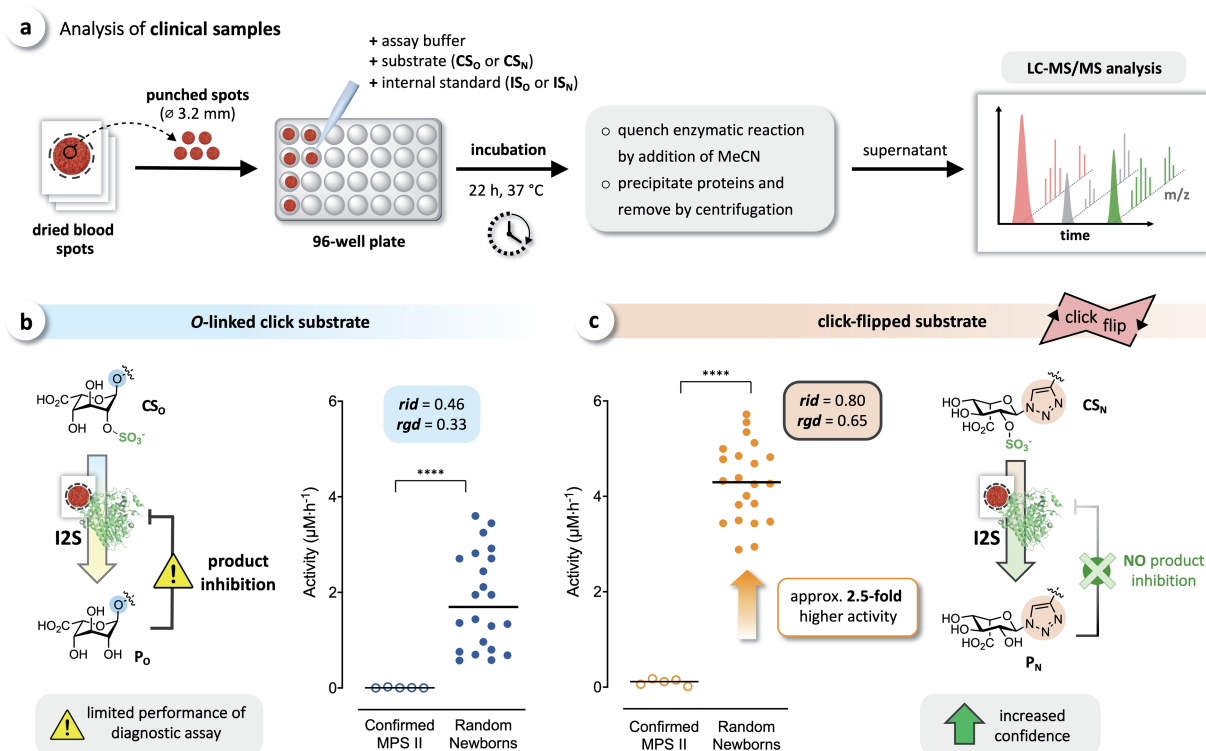 a Analysis of clinical samples
+ assay buffer
+ substrate (CSO or CSN)
+ internal standard (ISO or ISN)
punched spots
(ø 3.2 mm)
dried blood
spots
96-well plate
incubation
22 h, 37 °C
○ quench enzymatic reaction
by addition of MeCN
○ precipitate proteins and
remove by centrifugation
supernatant
LC-MS/MS analysis
m/z
time
b O-linked click substrate
HO2C
OH
O
O
OH
O
SO3-
CSO
I2S
product
inhibition
HO2C
OH
O
O
OH
OH
PO
limited performance of
diagnostic assay
rid = 0.46
rgd = 0.33
****
Activity (µM·h-1)
6
4
2
0
Confirmed
MPS II
Random
Newborns
c click-flipped substrate
click
flip
****
rid = 0.80
rgd = 0.65
Activity (µM·h-1)
6
4
2
0
approx. 2.5-fold
higher activity
Confirmed
MPS II
Random
Newborns
HO
HO
HO2C
O
N
N
N
O
SO3-
CSN
I2S
NO product
inhibition
HO
HO
HO2C
O
OH
N
N
N
PN
increased
confidence